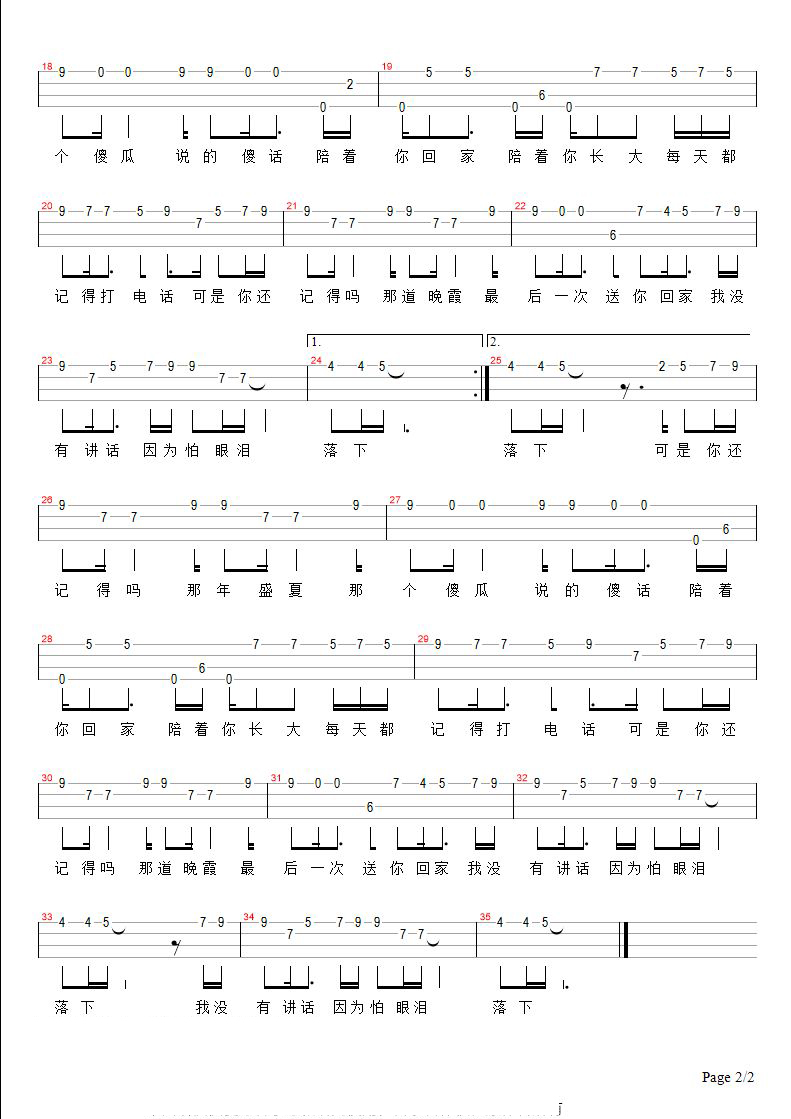 18 9 0 0 9 9 0 0 0 2 19 0 5 5 0 6 0 7 7 5 7 5
个 傻 瓜 说 的 傻 话 陪 着 你 回 家 陪 着 你 长 大 每 天 都
20 9 7 7 5 9 7 5 7 9 21 9 7 7 9 9 7 7 9 22 9 0 0 6 7 4 5 7 9
记 得 打 电 话 可 是 你 还 记 得 吗 那 道 晚 霞 最 后 一 次 送 你 回 家 我 没
1. 2.
23 9 7 5 7 9 9 7 7 24 4 4 5 25 4 4 5 2 5 7 9
有 讲 话 因 为 怕 眼 泪 落 下 落 下 可 是 你 还
26 9 7 7 9 9 7 7 9 27 9 0 0 9 9 0 0 0 6
记 得 吗 那 年 盛 夏 那 个 傻 瓜 说 的 傻 话 陪 着
28 0 5 5 0 6 0 7 7 5 7 5 29 9 7 7 5 9 7 5 7 9
你 回 家 陪 着 你 长 大 每 天 都 记 得 打 电 话 可 是 你 还
30 9 7 7 9 9 7 7 9 31 9 0 0 6 7 4 5 7 9 32 9 7 5 7 9 9 7 7
记 得 吗 那 道 晚 霞 最 后 一 次 送 你 回 家 我 没 有 讲 话 因 为 怕 眼 泪
33 4 4 5 7 9 34 9 7 5 7 9 9 7 7 35 4 4 5
落 下 我 没 有 讲 话 因 为 怕 眼 泪 落 下
Page 2/2